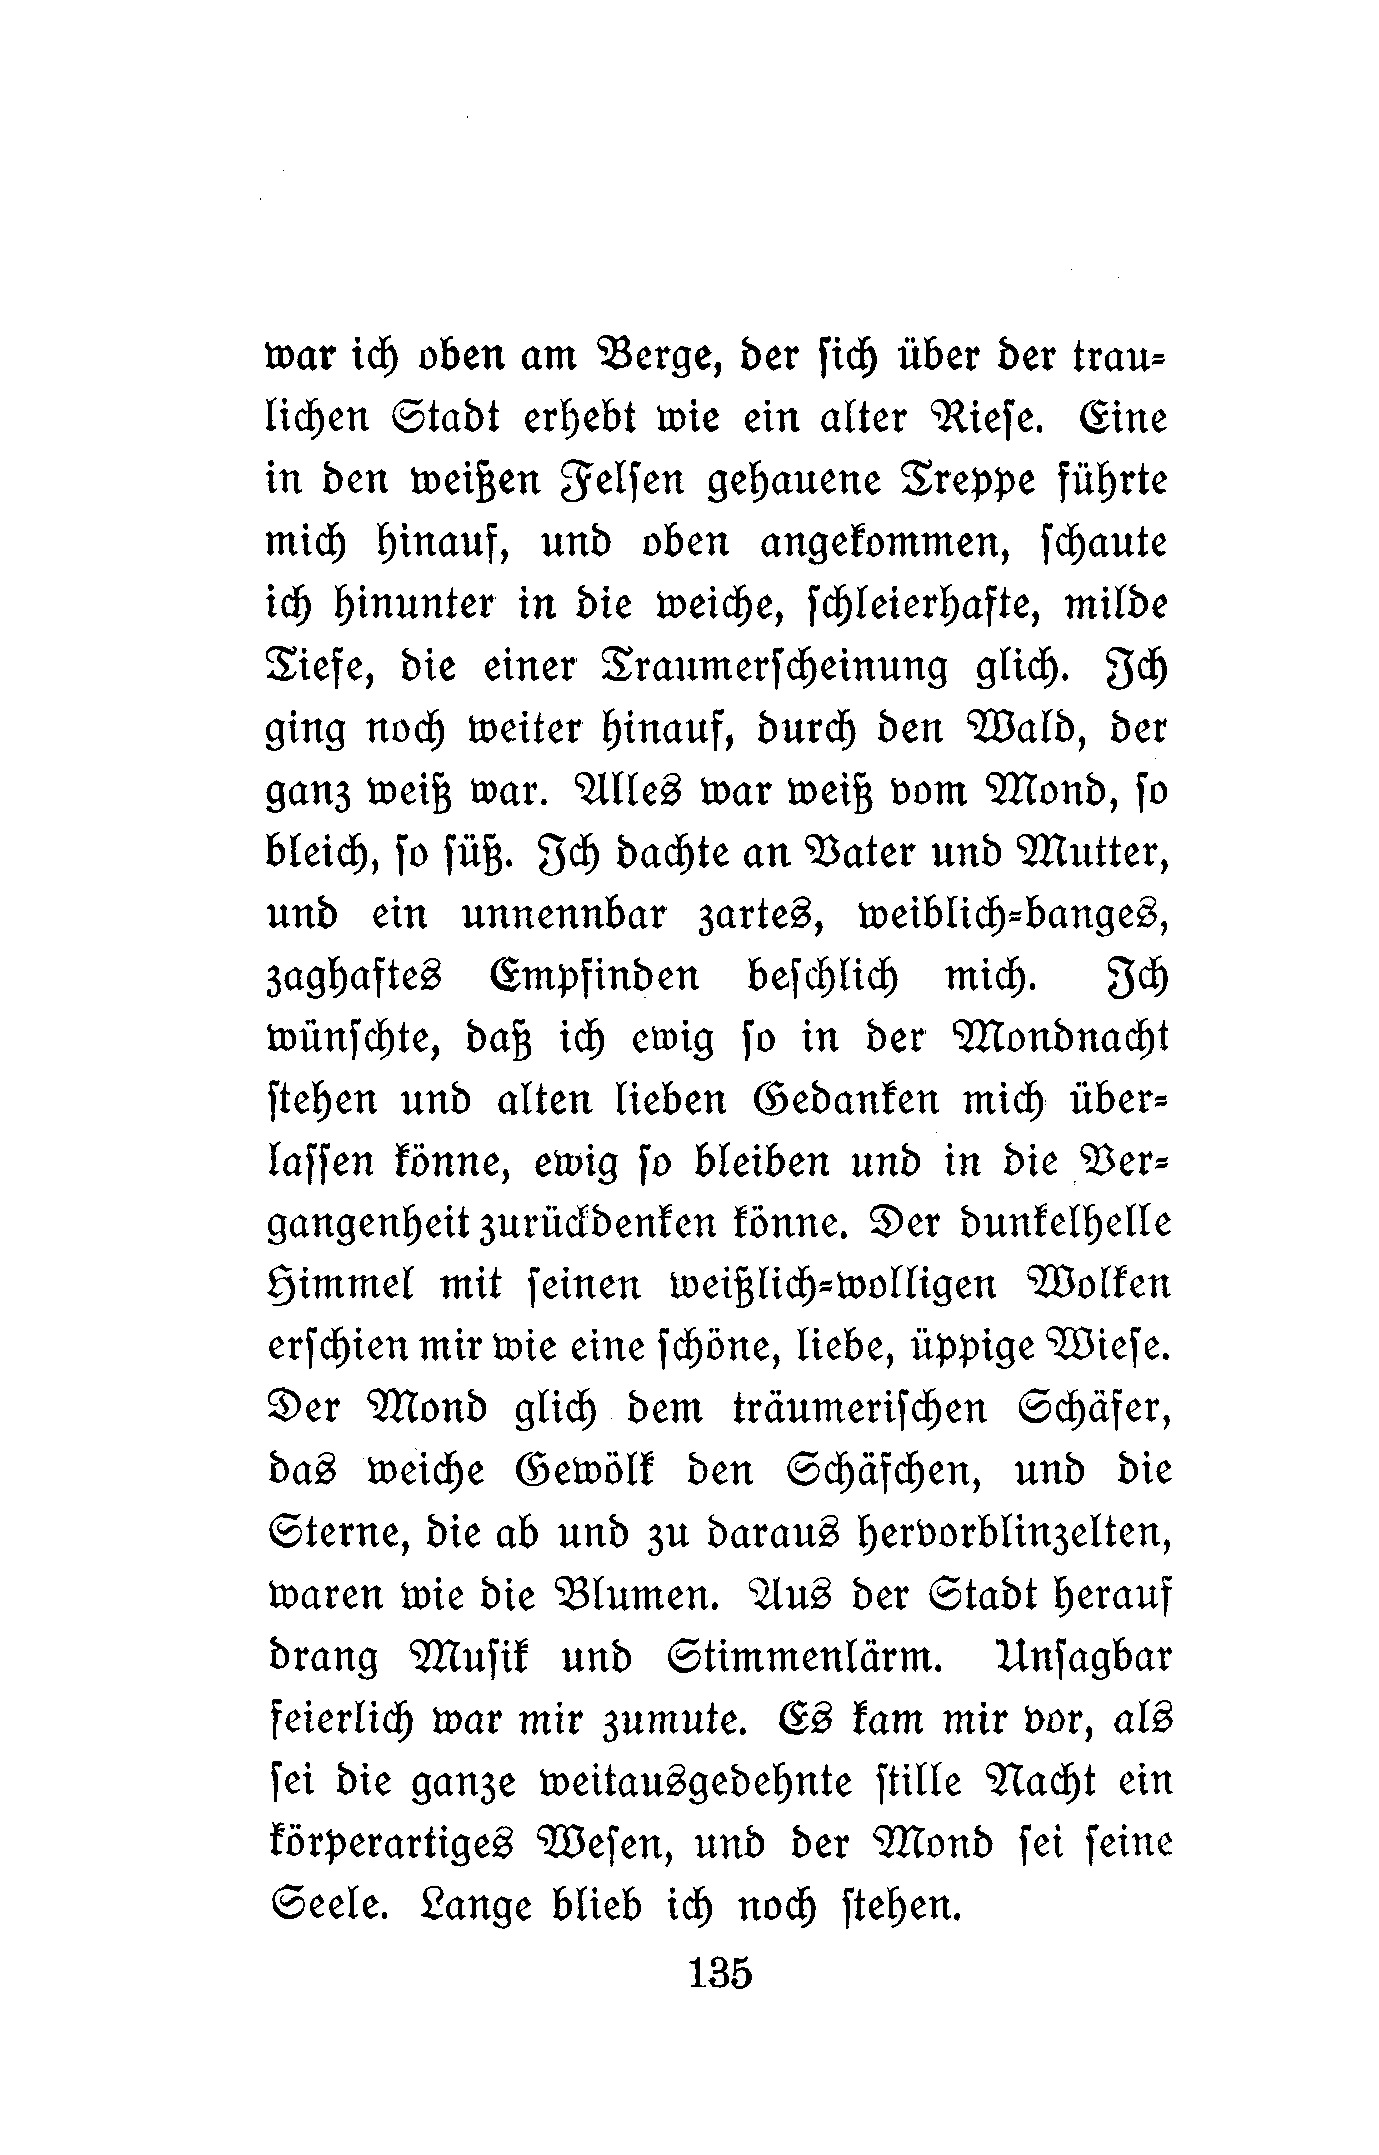 war ich oben am Berge, der sich über der trau-
lichen Stadt erhebt wie ein alter Riese. Eine
in den weißen Felsen gehauene Treppe führte
mich hinauf, und oben angekommen, schaute
ich hinunter in die weiche, schleierhafte, milde
Tiefe, die einer Traumerscheinung glich. Ich
ging noch weiter hinauf, durch den Wald, der
ganz weiß war. Alles war weiß vom Mond, so
bleich, so süß. Ich dachte an Vater und Mutter,
und ein unnennbar zartes, weiblich-banges,
zaghaftes Empfinden beschlich mich. Ich
wünschte, daß ich ewig so in der Mondnacht
stehen und alten lieben Gedanken mich über-
lassen könne, ewig so bleiben und in die Ver-
gangenheit zurückdenken könne. Der dunkelhelle
Himmel mit seinen weißlich-wolligen Wolken
erschien mir wie eine schöne, liebe, üppige Wiese.
Der Mond glich dem träumerischen Schäfer,
das weiche Gewölk den Schäfchen, und die
Sterne, die ab und zu daraus hervorblinzelten,
waren wie die Blumen. Aus der Stadt herauf
drang Musik und Stimmenlärm. Unsagbar
feierlich war mir zumute. Es kam mir vor, als
sei die ganze weitausgedehnte stille Nacht ein
körperartiges Wesen, und der Mond sei seine
Seele. Lange blieb ich noch stehen.
135